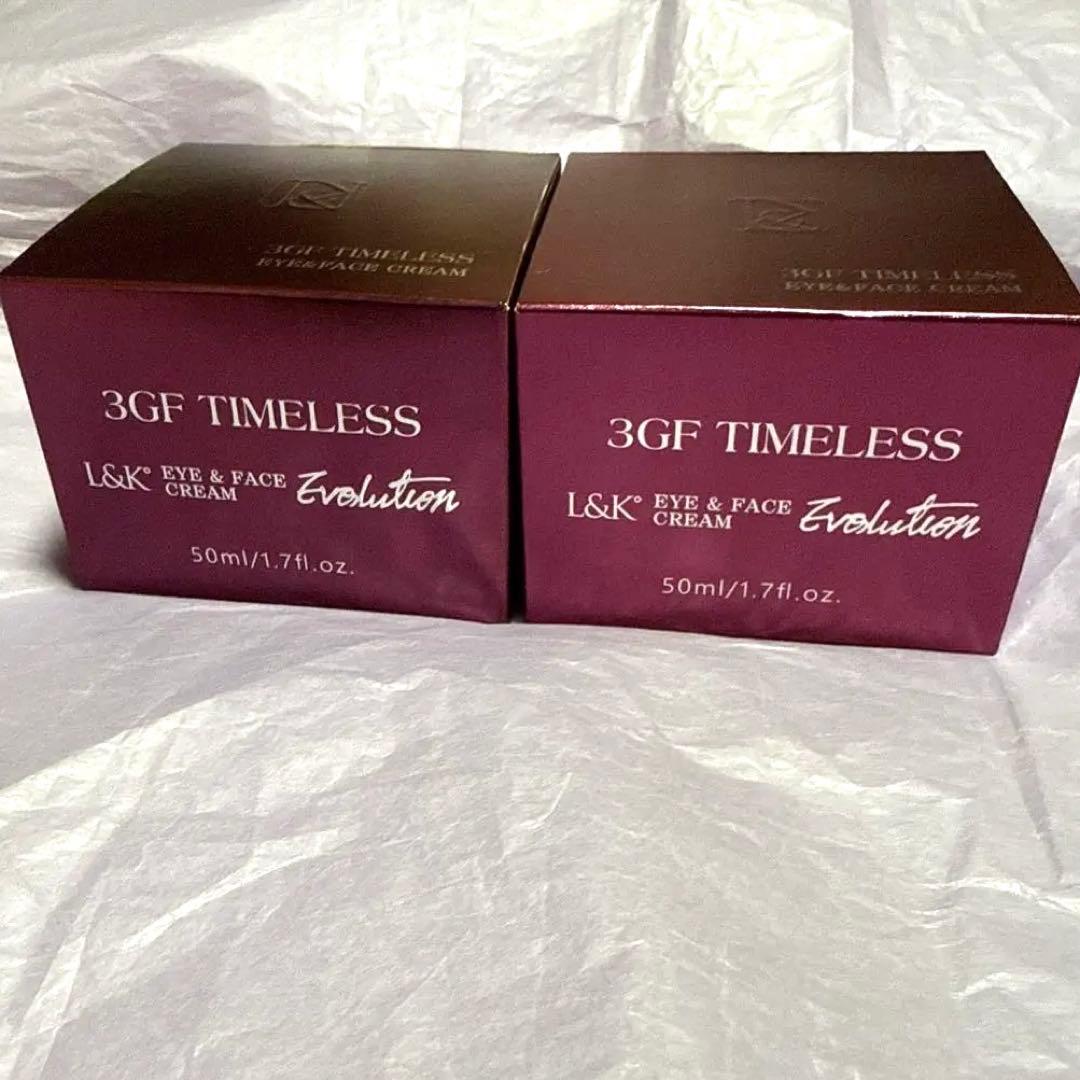 3GF TIMELESS
EYE&FACE CREAM
3GF TIMELESS
L&K° EYE & FACE
CREAM
Evolution
50ml/1.7fl.oz.
3GF TIMELESS
EYE&FACE CREAM
3GF TIMELESS
L&K° EYE & FACE
CREAM
Evolution
50ml/1.7fl.oz.